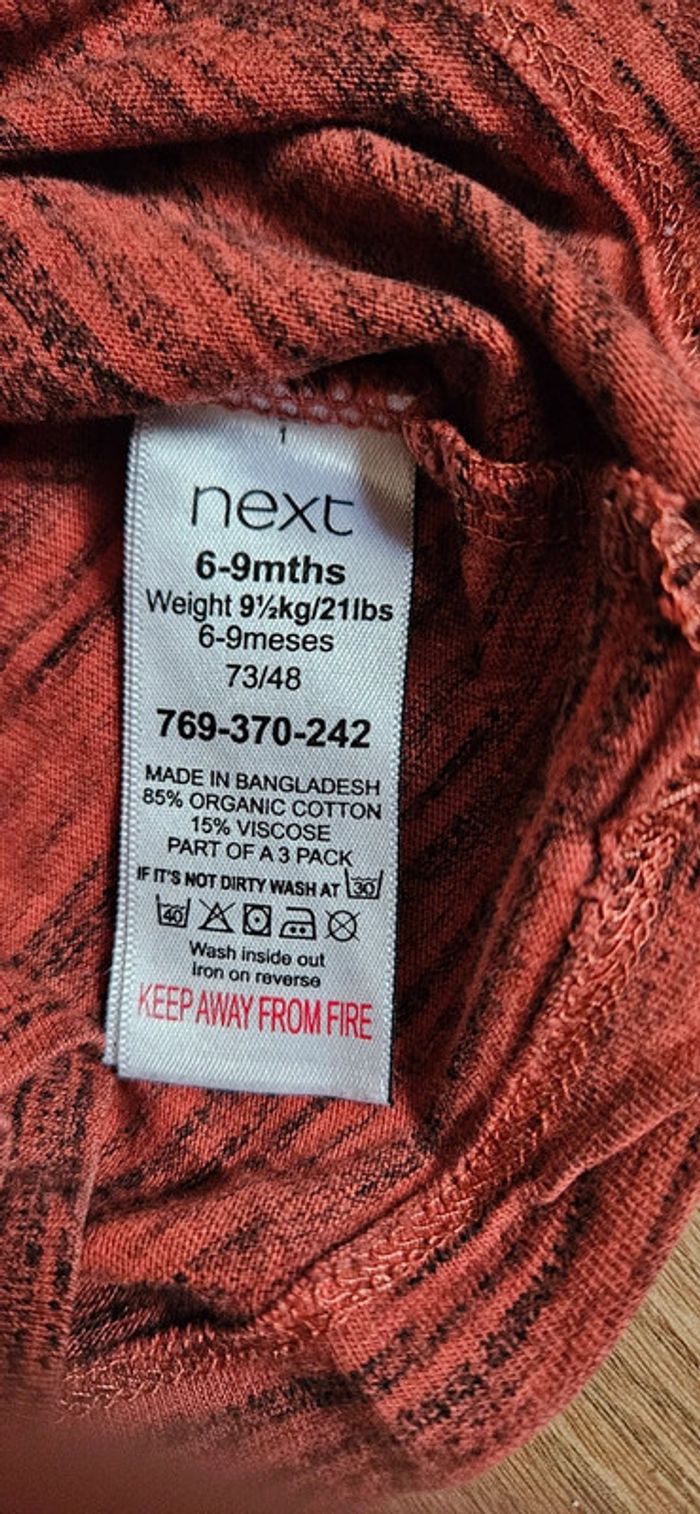 1
next
6-9mths
Weight 9½kg/21lbs
6-9meses
73/48
769-370-242
MADE IN BANGLADESH
85% ORGANIC COTTON
15% VISCOSE
PART OF A 3 PACK
IF IT'S NOT DIRTY WASH AT 30
40
Wash inside out
Iron on reverse
KEEP AWAY FROM FIRE